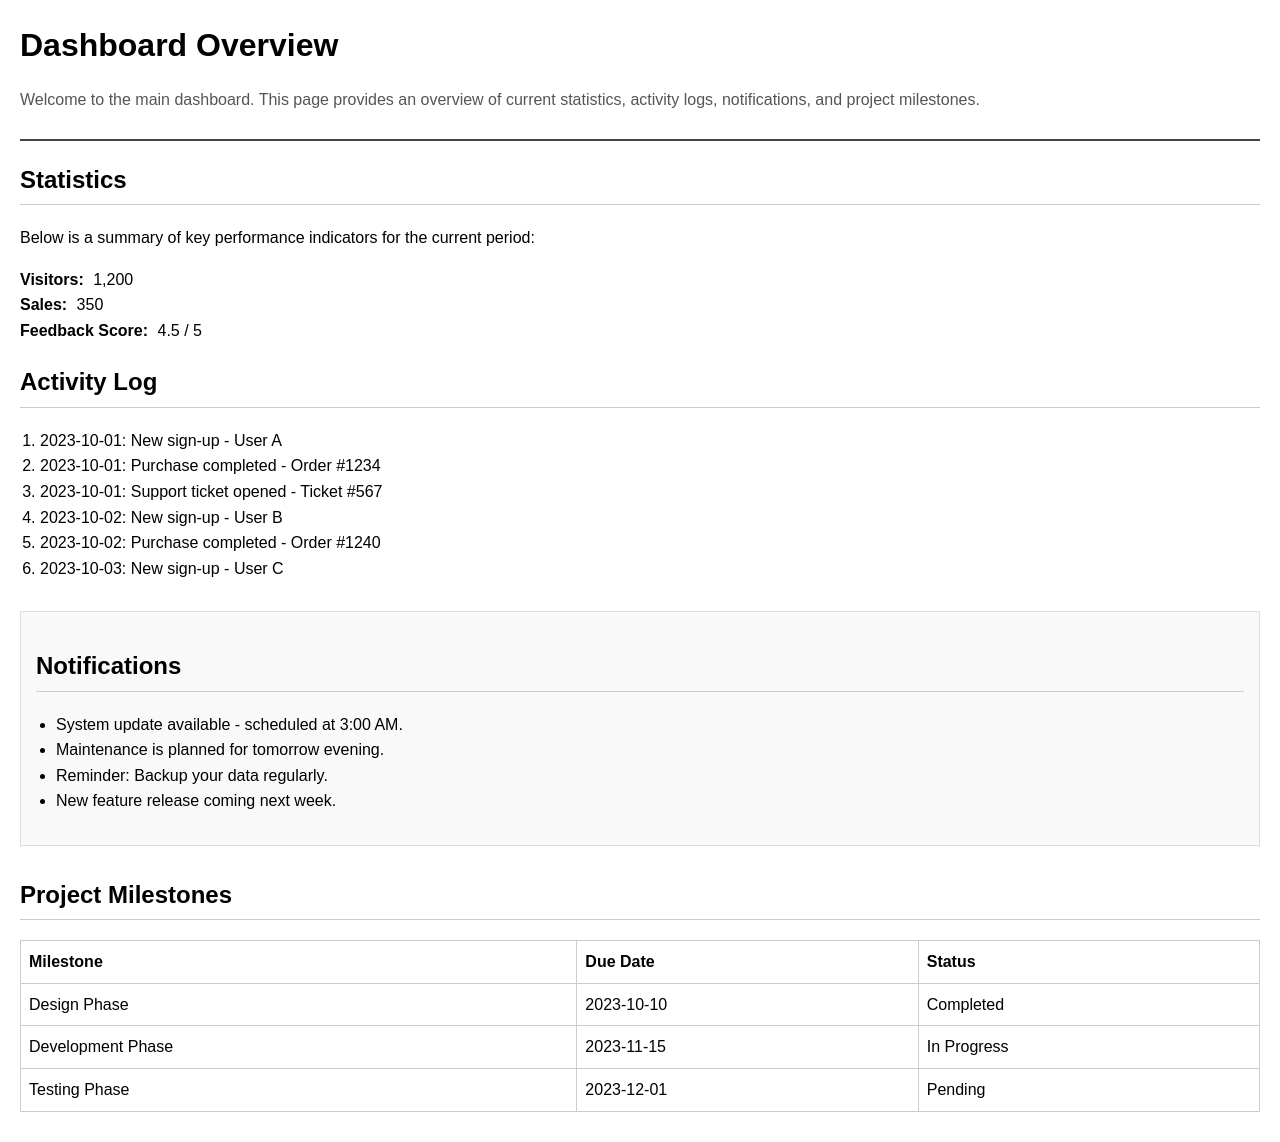 Dashboard Overview
Welcome to the main dashboard. This page provides an overview of current statistics, activity logs, notifications, and project milestones.
Statistics
Below is a summary of key performance indicators for the current period:
Visitors: 1,200
Sales: 350
Feedback Score: 4.5 / 5
Activity Log
1. 2023-10-01: New sign-up - User A
2. 2023-10-01: Purchase completed - Order #1234
3. 2023-10-01: Support ticket opened - Ticket #567
4. 2023-10-02: New sign-up - User B
5. 2023-10-02: Purchase completed - Order #1240
6. 2023-10-03: New sign-up - User C
Notifications
• System update available - scheduled at 3:00 AM.
• Maintenance is planned for tomorrow evening.
• Reminder: Backup your data regularly.
• New feature release coming next week.
Project Milestones
Milestone Due Date Status
Design Phase 2023-10-10 Completed
Development Phase 2023-11-15 In Progress
Testing Phase 2023-12-01 Pending